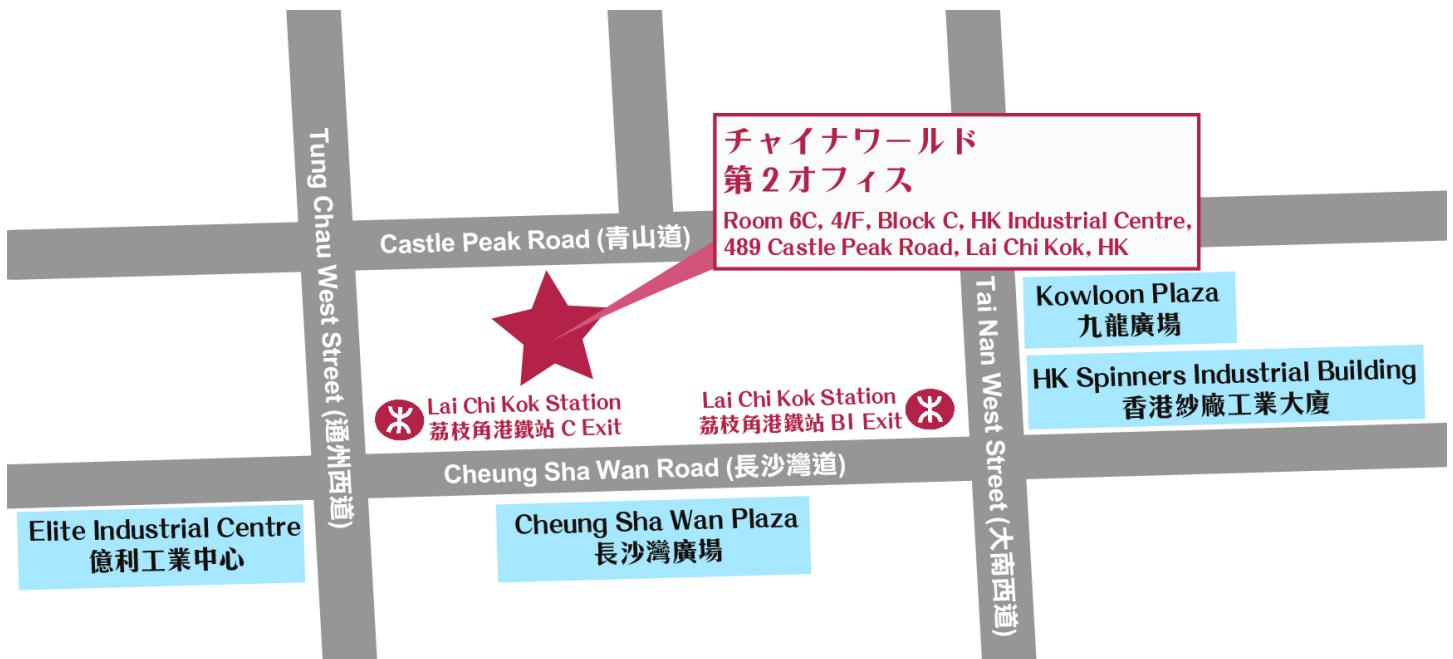 チャイナワールド
第2オフィス
Room 6C, 4/F, Block C, HK Industrial Centre,
489 Castle Peak Road, Lai Chi Kok, HK
Tung Chau West Street (通州西道)
Castle Peak Road (青山道)
Tai Nan West Street (大南西道)
Kowloon Plaza
九龍廣場
HK Spinners Industrial Building
香港紗廠工業大廈
Lai Chi Kok Station
荔枝角港鐵站 C Exit
Lai Chi Kok Station
荔枝角港鐵站 B1 Exit
Cheung Sha Wan Road (長沙灣道)
Elite Industrial Centre
億利工業中心
Cheung Sha Wan Plaza
長沙灣廣場